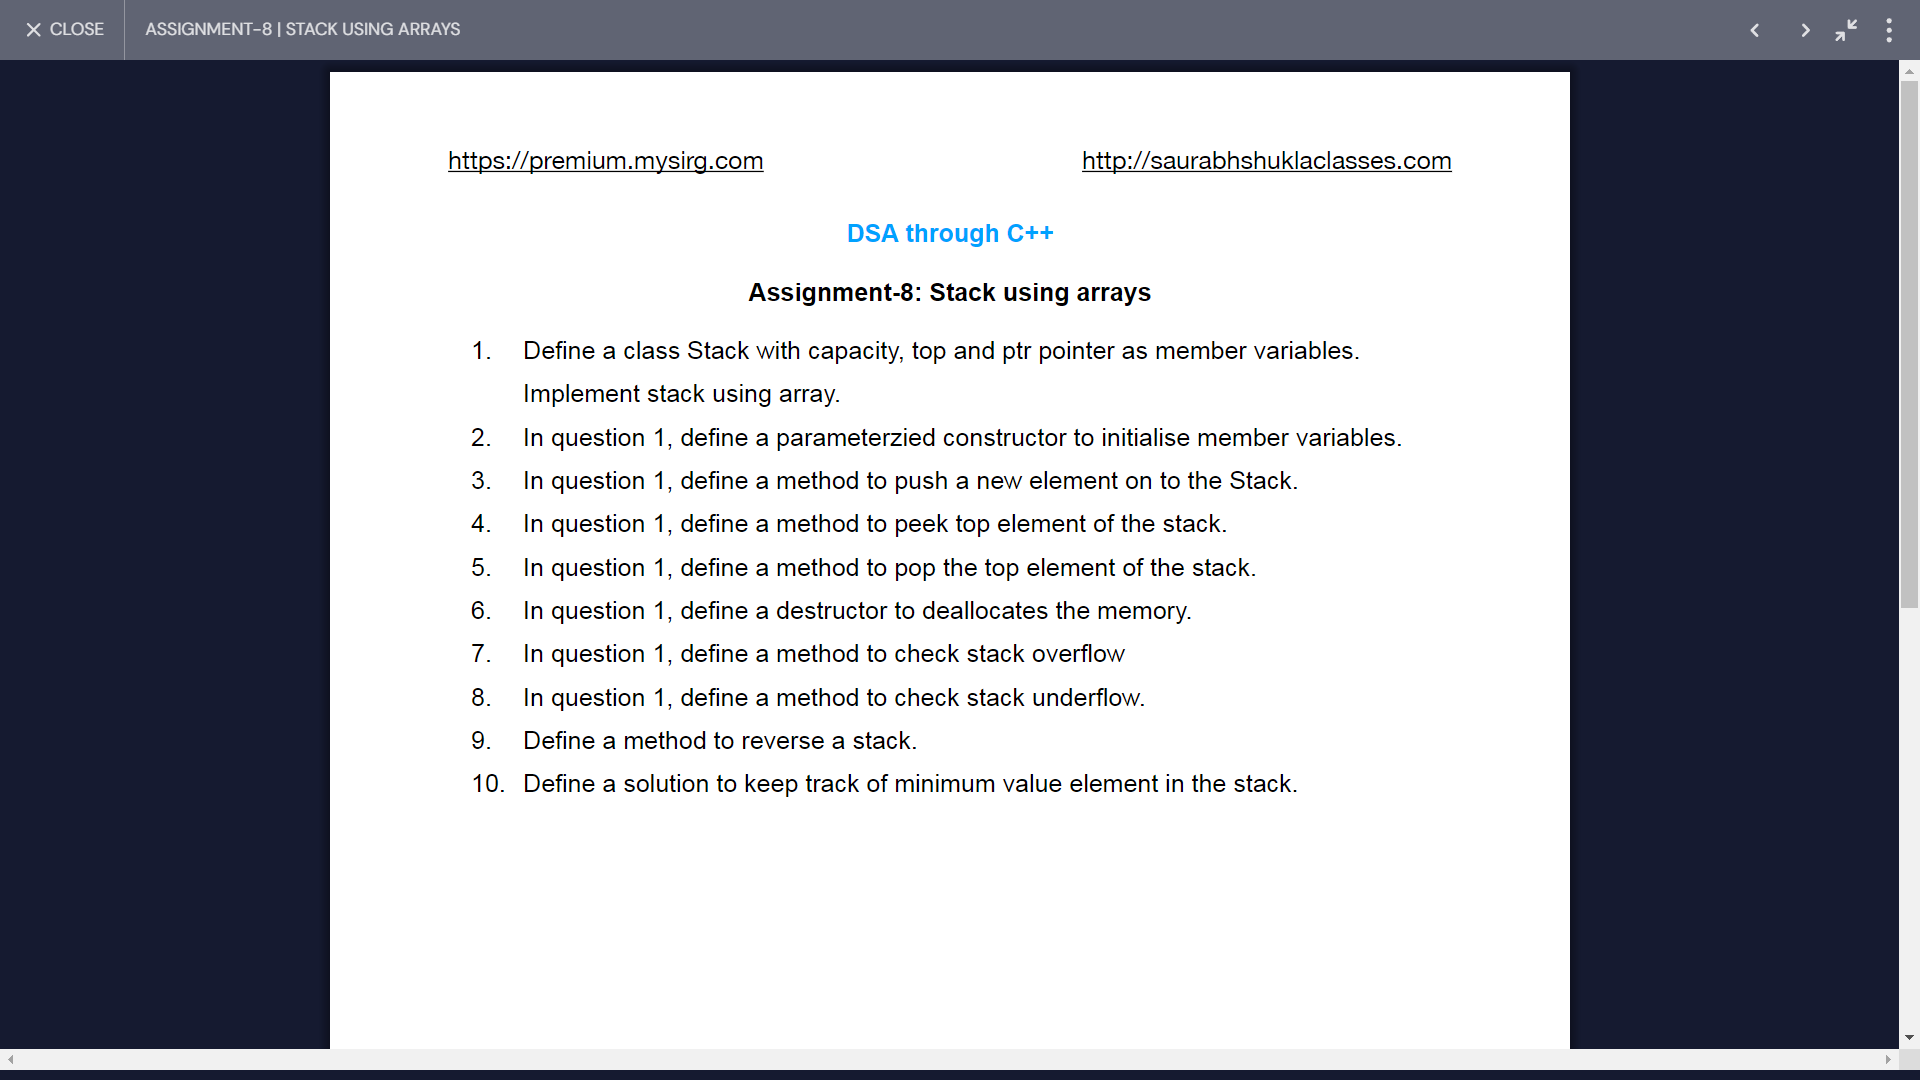 CLOSE ASSIGNMENT-8 | STACK USING ARRAYS
https://premium.mysirg.com http://saurabhshuklaclasses.com
DSA through C++
Assignment-8: Stack using arrays
1. Define a class Stack with capacity, top and ptr pointer as member variables.
Implement stack using array.
2. In question 1, define a parameterzied constructor to initialise member variables.
3. In question 1, define a method to push a new element on to the Stack.
4. In question 1, define a method to peek top element of the stack.
5. In question 1, define a method to pop the top element of the stack.
6. In question 1, define a destructor to deallocates the memory.
7. In question 1, define a method to check stack overflow
8. In question 1, define a method to check stack underflow.
9. Define a method to reverse a stack.
10. Define a solution to keep track of minimum value element in the stack.